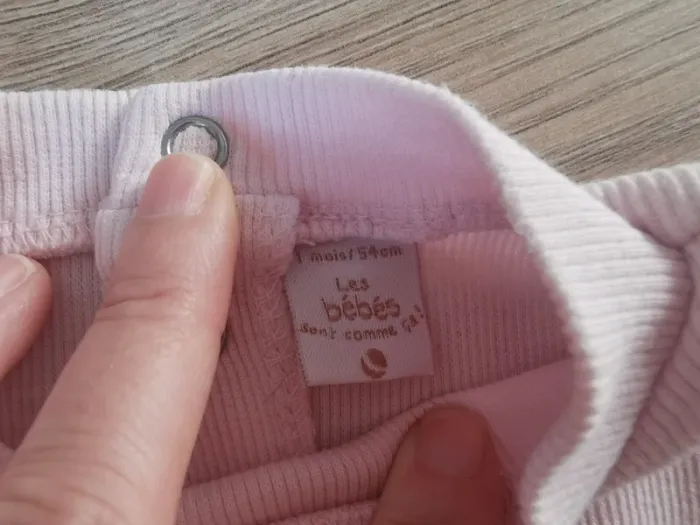 1 mois/54cm
Les
bébés
sont comme ça!